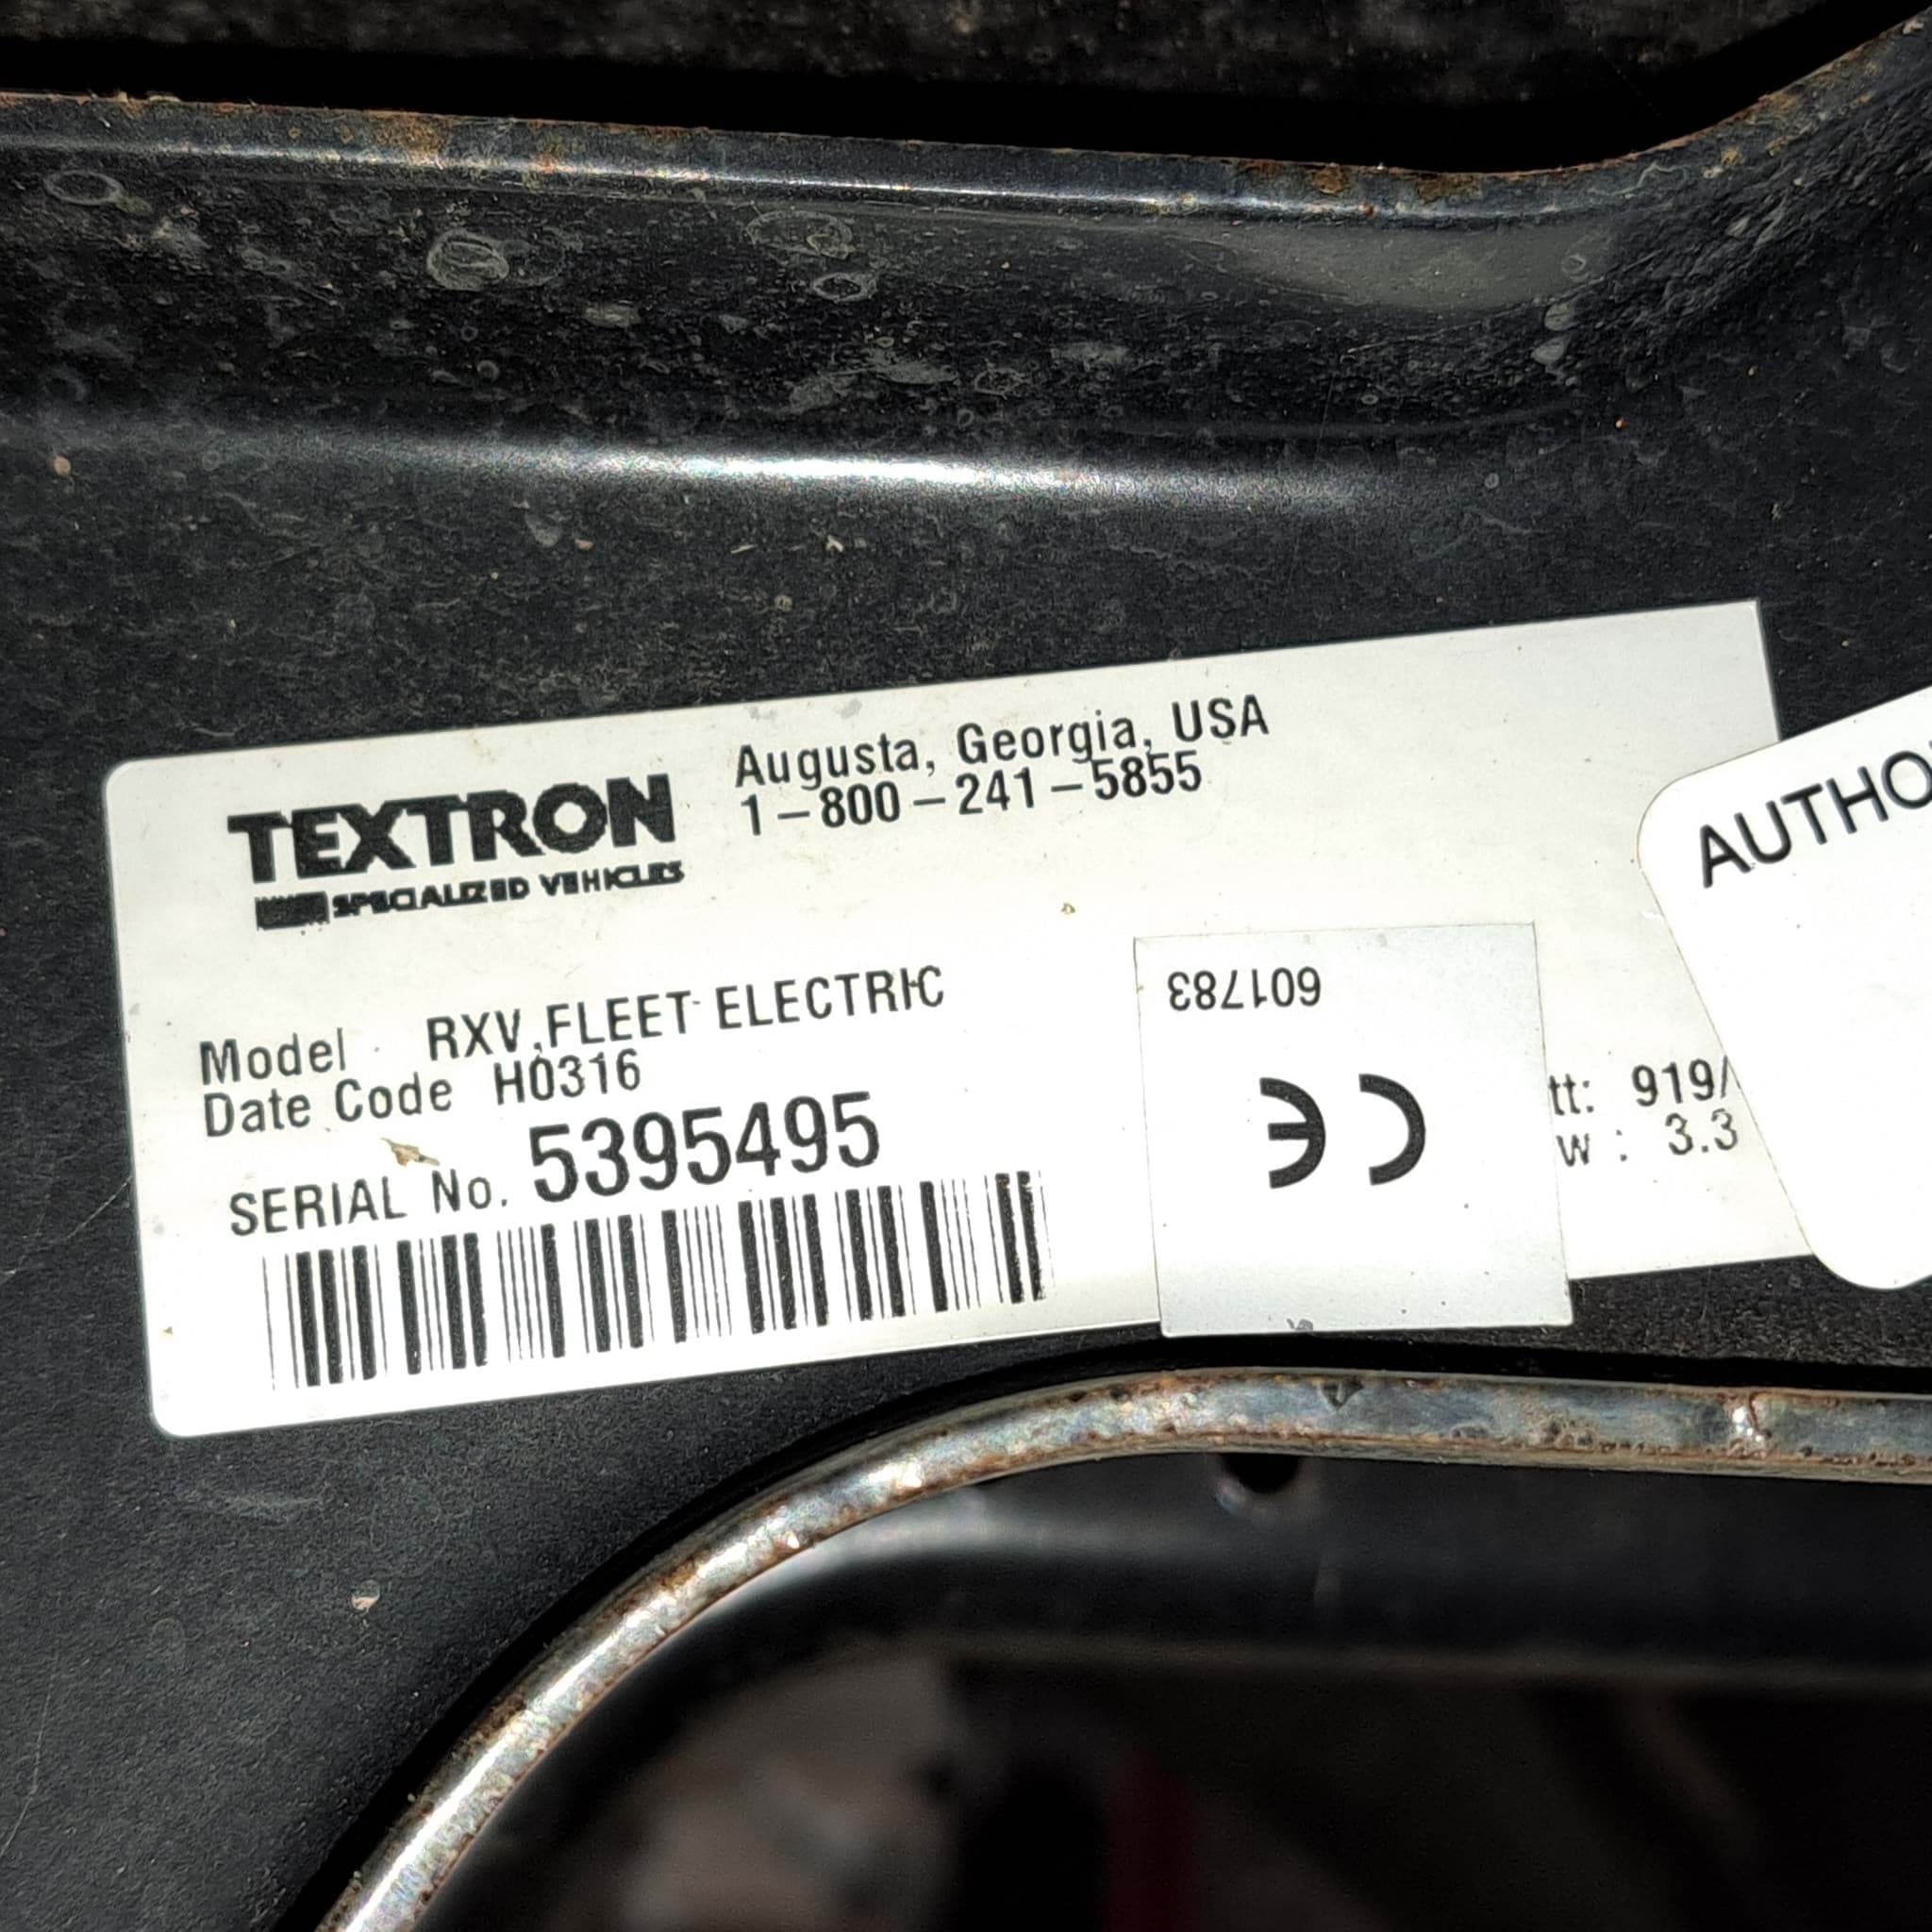 TEXTRON
SPECIALIZED VEHICLES
Augusta, Georgia, USA
1-800-241-5855
Model RXV,FLEET ELECTRIC
Date Code H0316
SERIAL No. 5395495
601783
CE
tt: 919/
w : 3.3
AUTHO